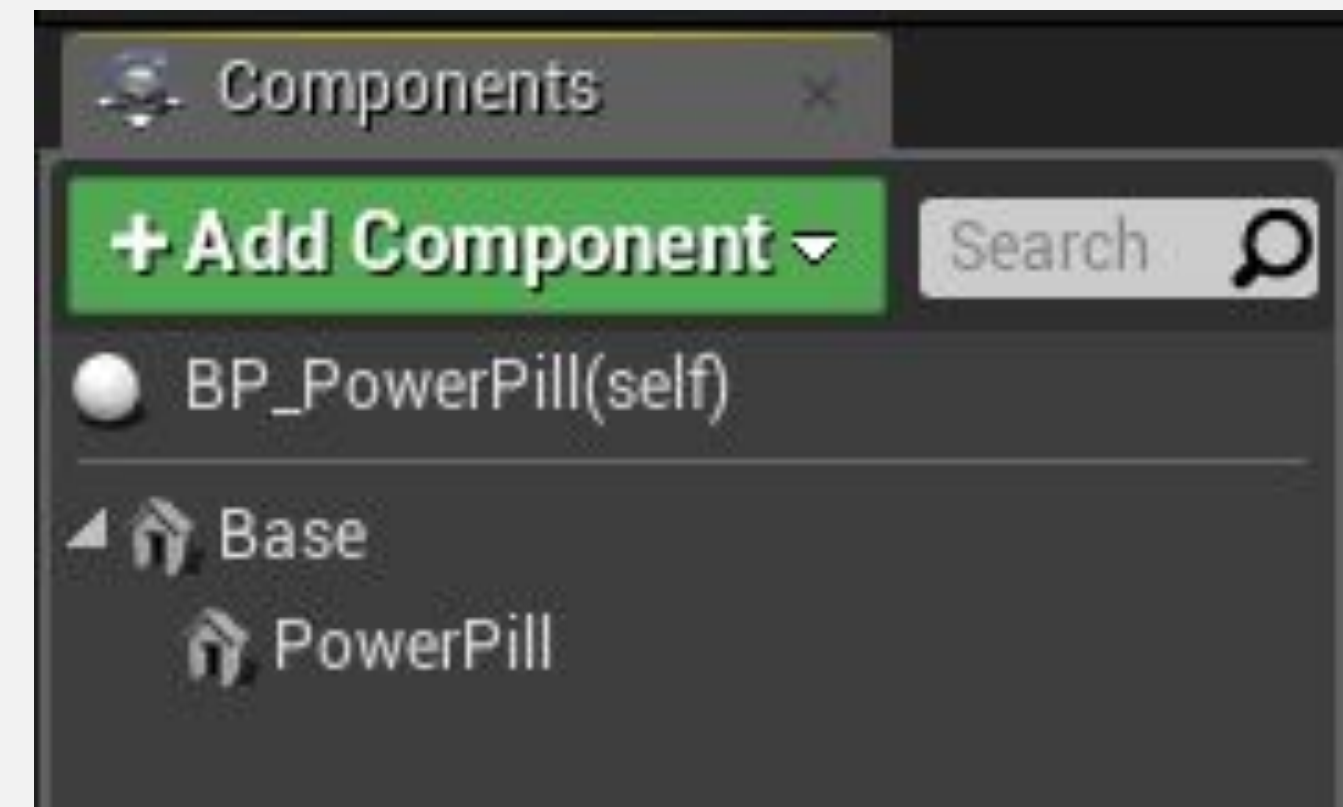 Components
+ Add Component Search
BP_PowerPill(self)
Base
PowerPill